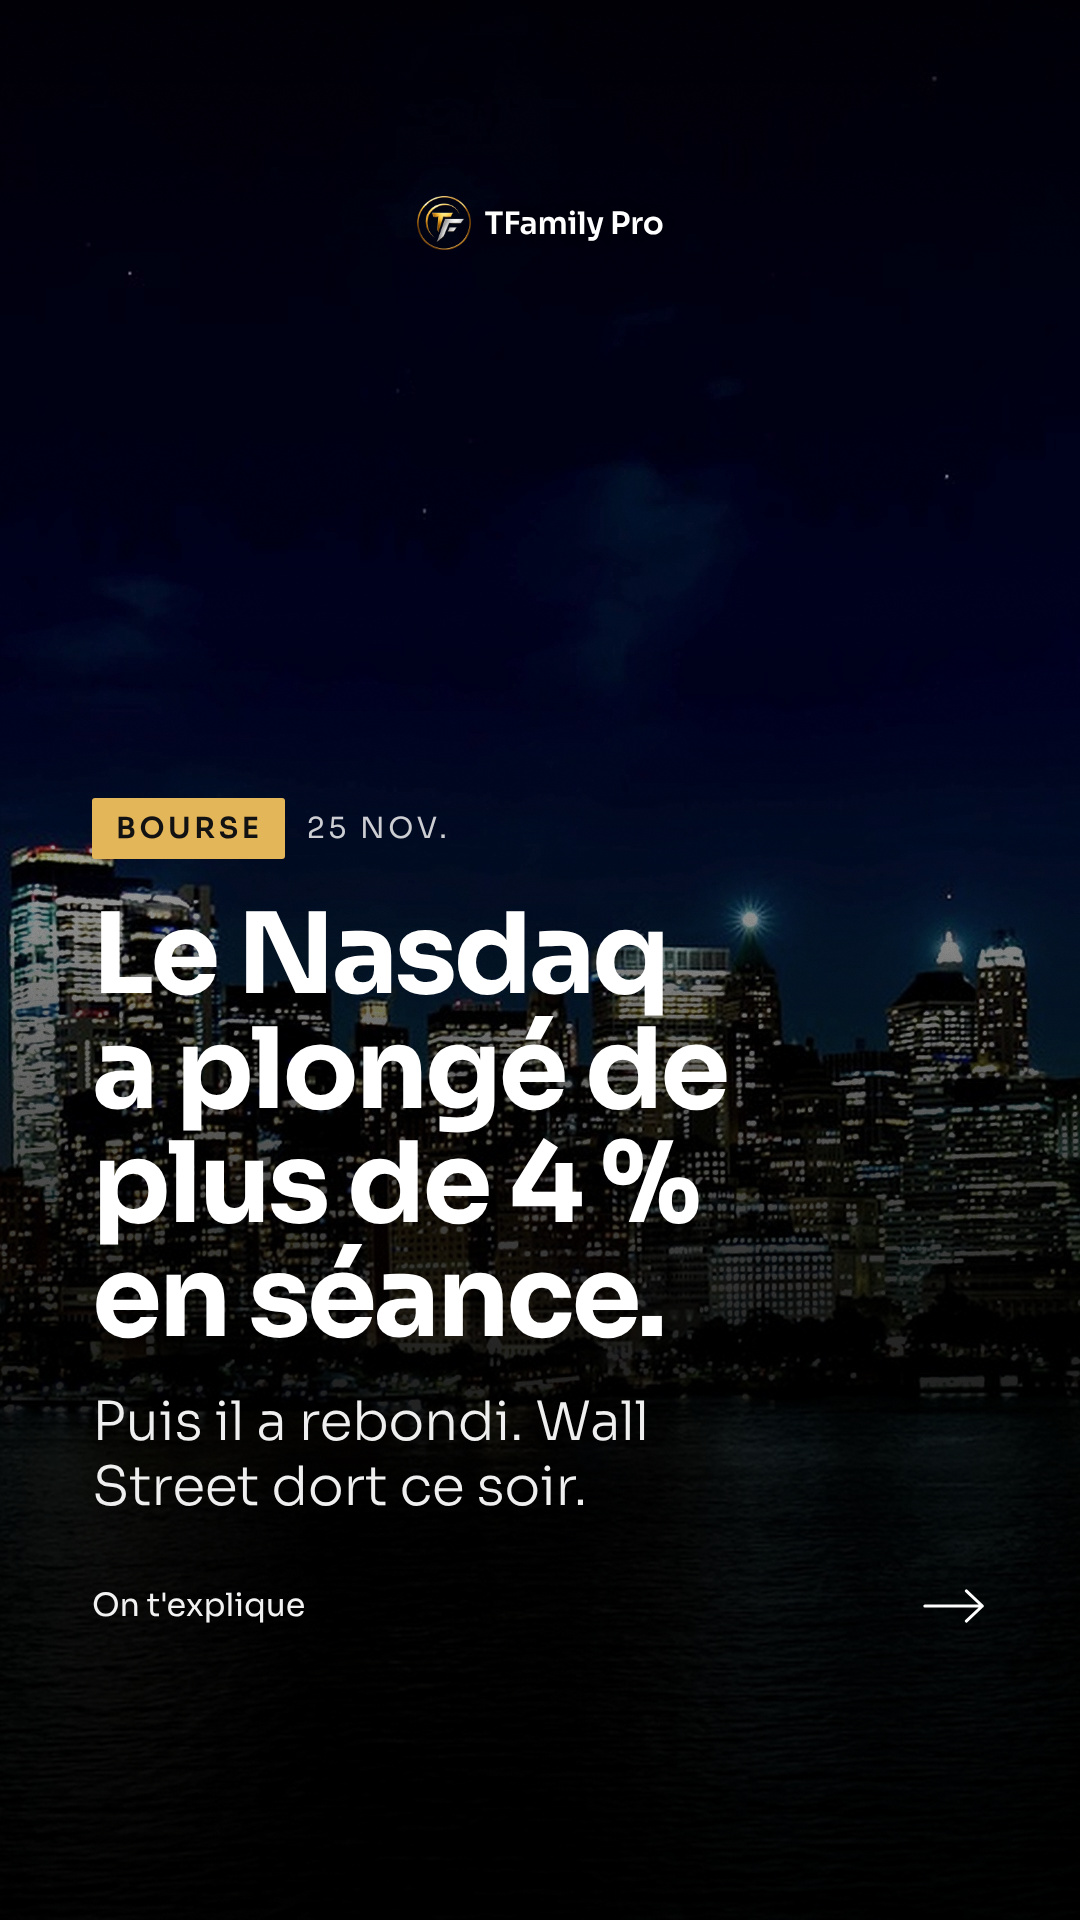 TFamily Pro
BOURSE 25 NOV.
Le Nasdaq
a plongé de
plus de 4 %
en séance.
Puis il a rebondi. Wall
Street dort ce soir.
On t'explique